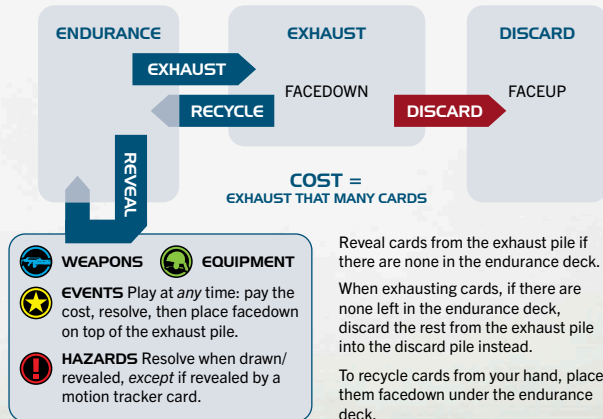 ENDURANCE
EXHAUST
DISCARD
EXHAUST
FACEDOWN
FACEUP
RECYCLE
DISCARD
REVEAL
COST =
EXHAUST THAT MANY CARDS
WEAPONS
EQUIPMENT
EVENTS Play at any time: pay the
cost, resolve, then place facedown
on top of the exhaust pile.
HAZARDS Resolve when drawn/
revealed, except if revealed by a
motion tracker card.
Reveal cards from the exhaust pile if
there are none in the endurance deck.
When exhausting cards, if there are
none left in the endurance deck,
discard the rest from the exhaust pile
into the discard pile instead.
To recycle cards from your hand, place
them facedown under the endurance
deck.